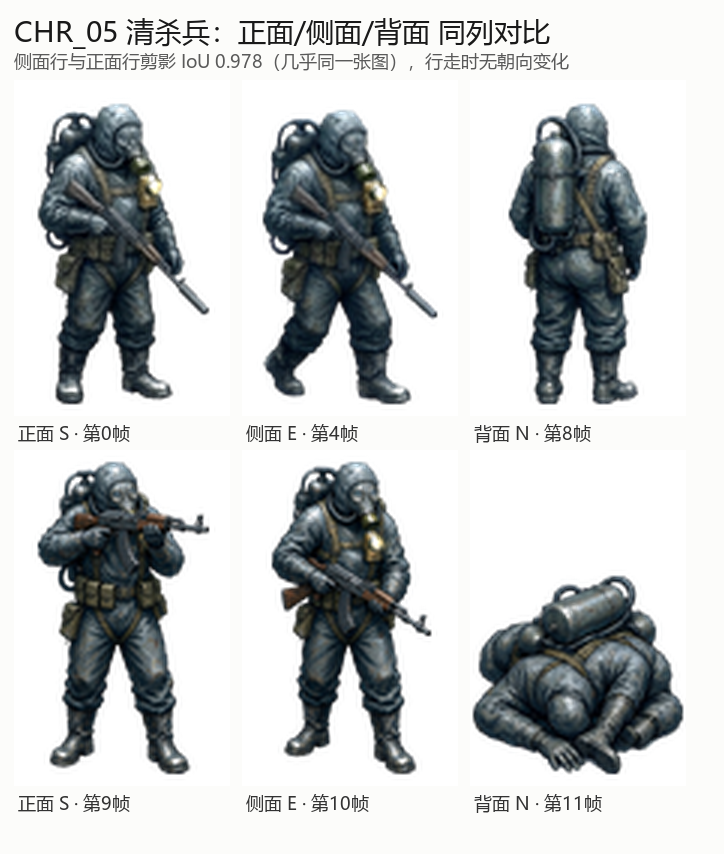 CHR_05 清杀兵：正面/侧面/背面 同列对比
侧面行与正面行剪影 IoU 0.978（几乎同一张图），行走时无朝向变化
正面 S · 第0帧
侧面 E · 第4帧
背面 N · 第8帧
正面 S · 第9帧
侧面 E · 第10帧
背面 N · 第11帧